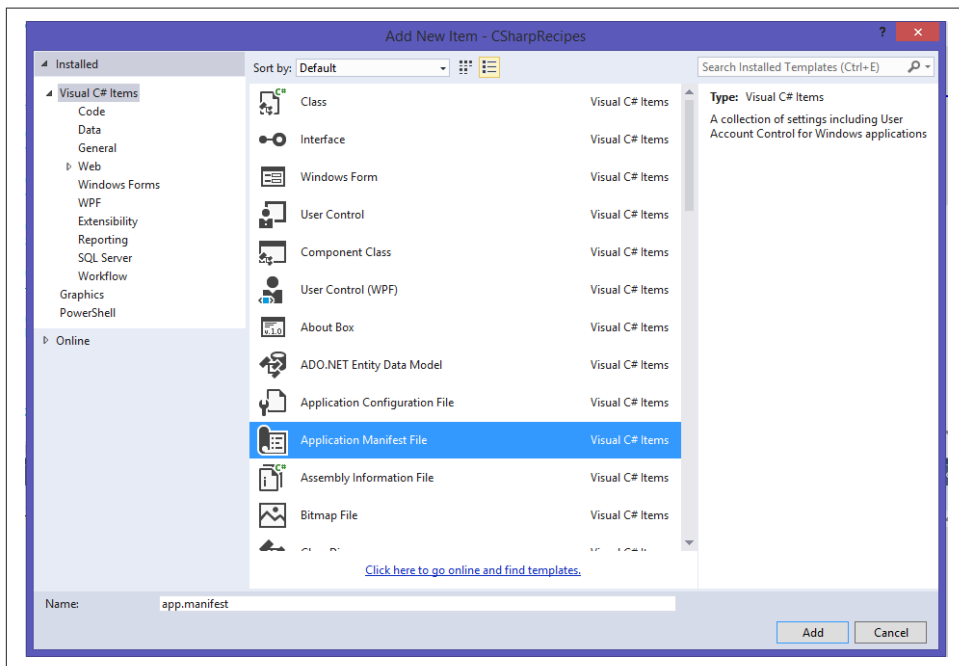 Add New Item - CSharpRecipes
?
Installed
Visual C# Items
Code
Data
General
Web
Windows Forms
WPF
Extensibility
Reporting
SQL Server
Workflow
Graphics
PowerShell
Online
Sort by: Default
Search Installed Templates (Ctrl+E)
Class Visual C# Items
Interface Visual C# Items
Windows Form Visual C# Items
User Control Visual C# Items
Component Class Visual C# Items
User Control (WPF) Visual C# Items
About Box Visual C# Items
ADO.NET Entity Data Model Visual C# Items
Application Configuration File Visual C# Items
Application Manifest File Visual C# Items
Assembly Information File Visual C# Items
Bitmap File Visual C# Items
Click here to go online and find templates.
Type: Visual C# Items
A collection of settings including User
Account Control for Windows applications
Name: app.manifest
Add Cancel